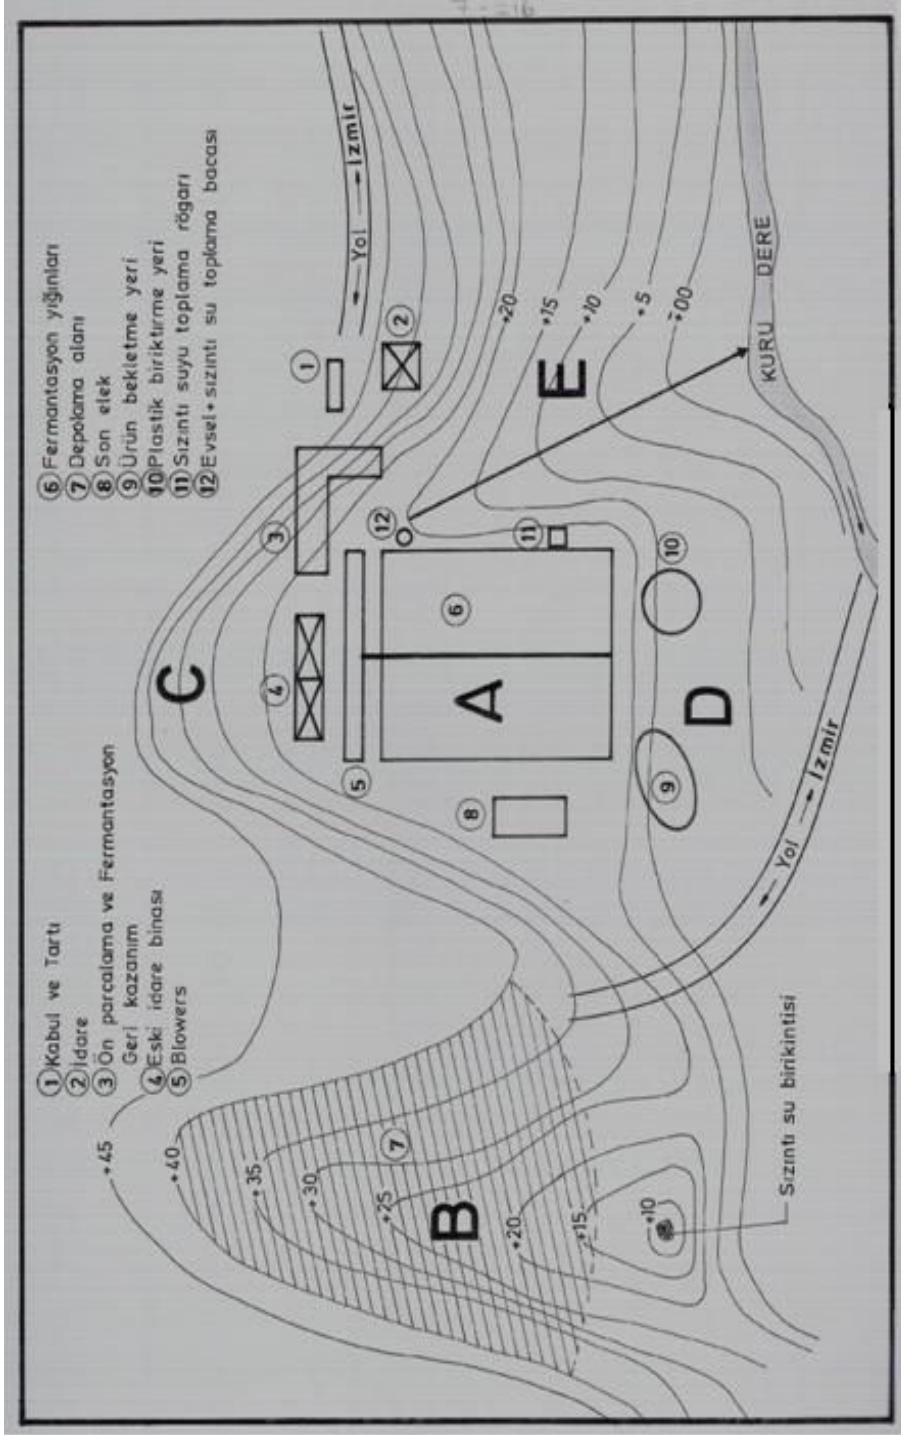 1 Kabul ve Tartı
2 İdare
3 Ön parcalama ve Fermantasyon
Geri kazanım
4 Eski idare binası
5 Blowers
6 Fermantasyon yığınları
7 Depolama alanı
8 Son elek
9 Ürün bekletme yeri
10 Plastik biriktirme yeri
11 Sızıntı suyu toplama rögarı
12 Evsel+sızıntı su toplama bacası
+45
+40
+35
+30
+25
+20
+15
+10
7
B
Sızıntı su birikintisi
C
4
3
5
1
2
Yol
İzmir
8
A
6
12
11
9
D
10
E
+20
+15
+10
+5
+00
KURU DERE
Yol
İzmir